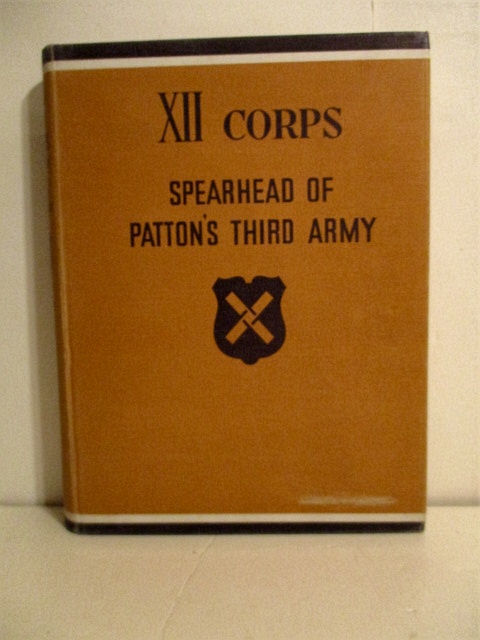 XII CORPS
SPEARHEAD OF
PATTON'S THIRD ARMY